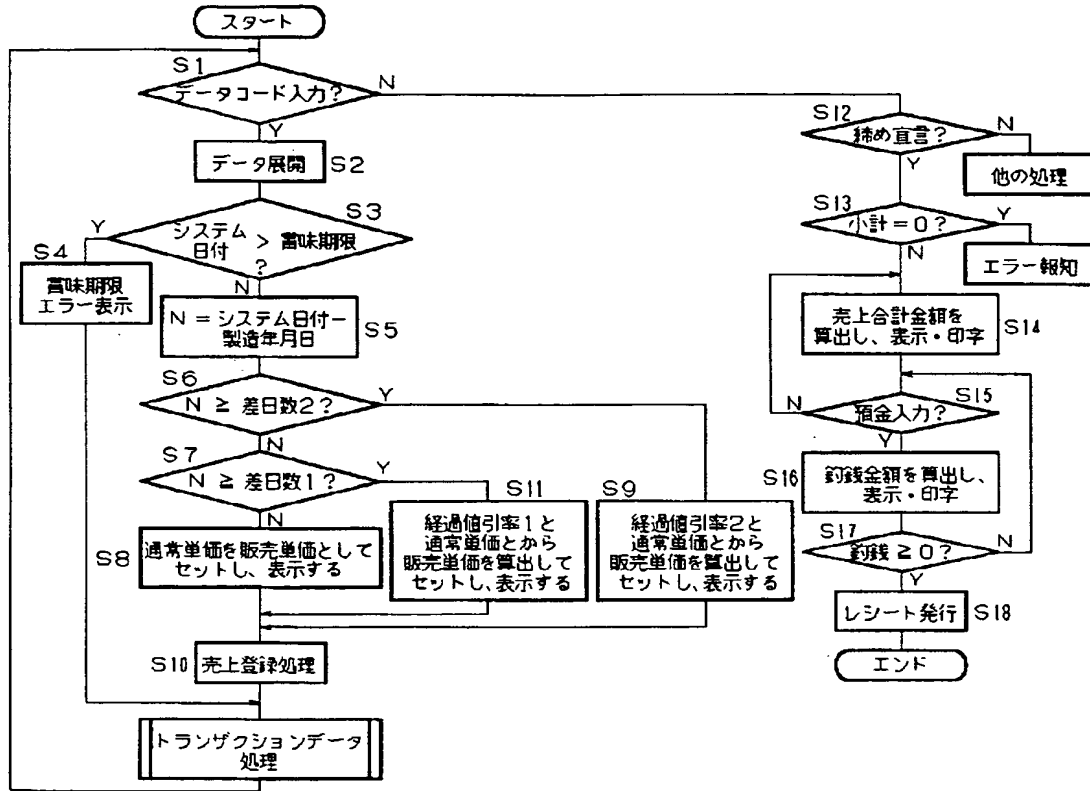 スタート
S1
データコード入力?
N
Y
データ展開
S2
S3
システム
日付 > 賞味期限
?
Y
N
S4
賞味期限
エラー表示
N=システム日付-
製造年月日
S5
S6
N ≧ 差日数2?
Y
N
S7
N ≧ 差日数1?
Y
N
S8
通常単価を販売単価として
セットし、表示する
S11
経過値引率1と
通常単価とから
販売単価を算出して
セットし、表示する
S9
経過値引率2と
通常単価とから
販売単価を算出して
セットし、表示する
S10
売上登録処理
トランザクションデータ
処理
S12
締め宣言?
N
Y
他の処理
S13
小計=0?
Y
N
エラー報知
売上合計金額を
算出し、表示・印字
S14
S15
預金入力?
N
Y
S16
釣銭金額を算出し、
表示・印字
S17
釣銭 ≧ 0?
N
Y
レシート発行
S18
エンド